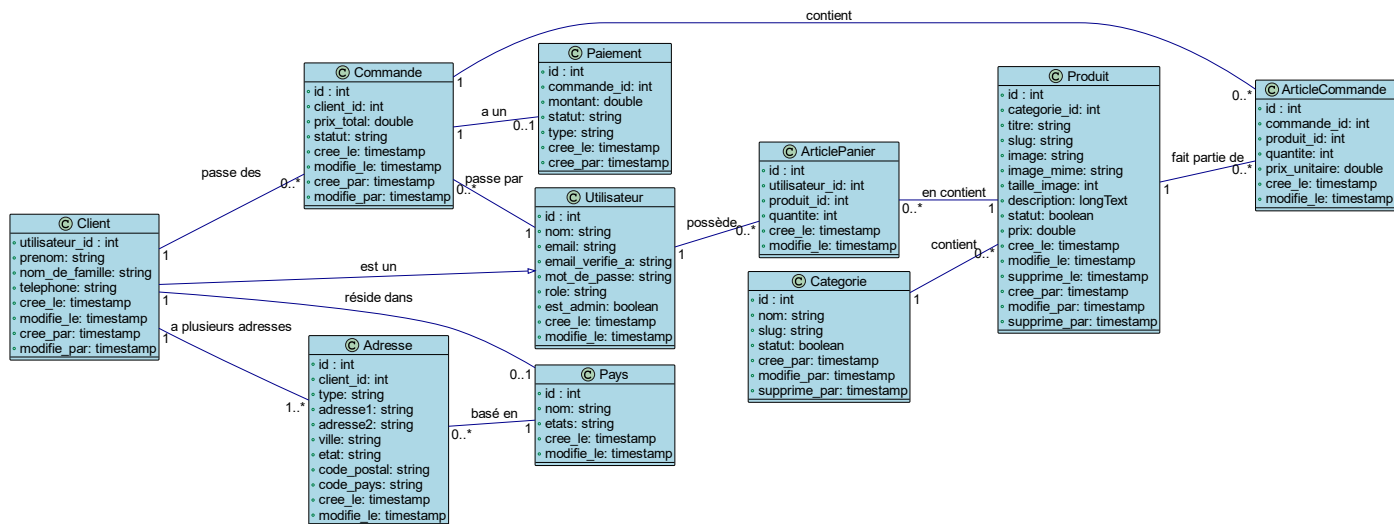 contient
C Commande
id : int
client_id: int
prix_total: double
statut: string
cree_le: timestamp
modifie_le: timestamp
cree_par: timestamp
modifie_par: timestamp
C Paiement
id : int
commande_id: int
montant: double
statut: string
type: string
cree_le: timestamp
cree_par: timestamp
C Produit
id : int
categorie_id: int
titre: string
slug: string
image: string
image_mime: string
taille_image: int
description: longText
statut: boolean
prix: double
cree_le: timestamp
modifie_le: timestamp
supprime_le: timestamp
cree_par: timestamp
modifie_par: timestamp
supprime_par: timestamp
C ArticleCommande
id : int
commande_id: int
produit_id: int
quantite: int
prix_unitaire: double
cree_le: timestamp
modifie_le: timestamp
1
0..*
a un
1
0..1
fait partie de
1
0..*
C ArticlePanier
id : int
utilisateur_id: int
produit_id: int
quantite: int
cree_le: timestamp
modifie_le: timestamp
en contient
0..*
1
passe des
1
0..*
passe par
0..*
1
C Utilisateur
id : int
nom: string
email: string
email_verifie_a: string
mot_de_passe: string
role: string
est_admin: boolean
cree_le: timestamp
modifie_le: timestamp
possède
1
0..*
C Client
utilisateur_id : int
prenom: string
nom_de_famille: string
telephone: string
cree_le: timestamp
modifie_le: timestamp
cree_par: timestamp
modifie_par: timestamp
est un
réside dans
1
0..1
contient
1
0..*
C Categorie
id : int
nom: string
slug: string
statut: boolean
cree_par: timestamp
modifie_par: timestamp
supprime_par: timestamp
a plusieurs adresses
1
1..*
C Adresse
id : int
client_id: int
type: string
adresse1: string
adresse2: string
ville: string
etat: string
code_postal: string
code_pays: string
cree_le: timestamp
modifie_le: timestamp
basé en
0..*
1
C Pays
id : int
nom: string
etats: string
cree_le: timestamp
modifie_le: timestamp